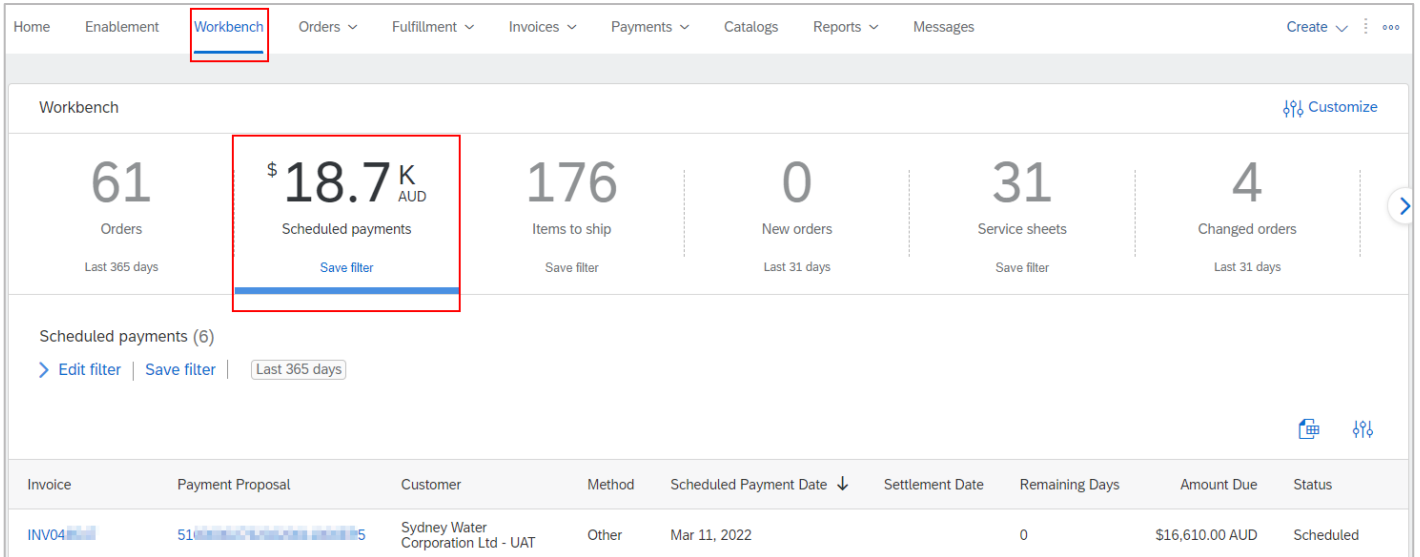 Home Enablement Workbench Orders Fulfillment Invoices Payments Catalogs Reports Messages Create
Workbench Customize
61 $ 18.7 K AUD 176 0 31 4
Orders Scheduled payments Items to ship New orders Service sheets Changed orders
Last 365 days Save filter Save filter Last 31 days Save filter Last 31 days
Scheduled payments (6)
Edit filter | Save filter | Last 365 days
Invoice Payment Proposal Customer Method Scheduled Payment Date ↓ Settlement Date Remaining Days Amount Due Status
Sydney Water
Corporation Ltd - UAT
Other Mar 11, 2022 0 $16,610.00 AUD Scheduled